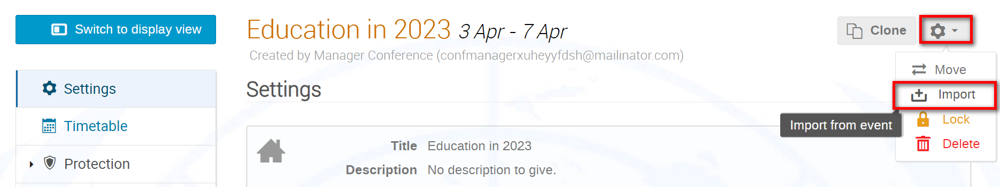 Switch to display view
Education in 2023 3 Apr - 7 Apr
Clone
Created by Manager Conference (confmanagerxuheyyfdsh@mailinator.com)
Move
Import
Import from event
Lock
Delete
Settings
Timetable
Protection
Settings
Title Education in 2023
Description No description to give.